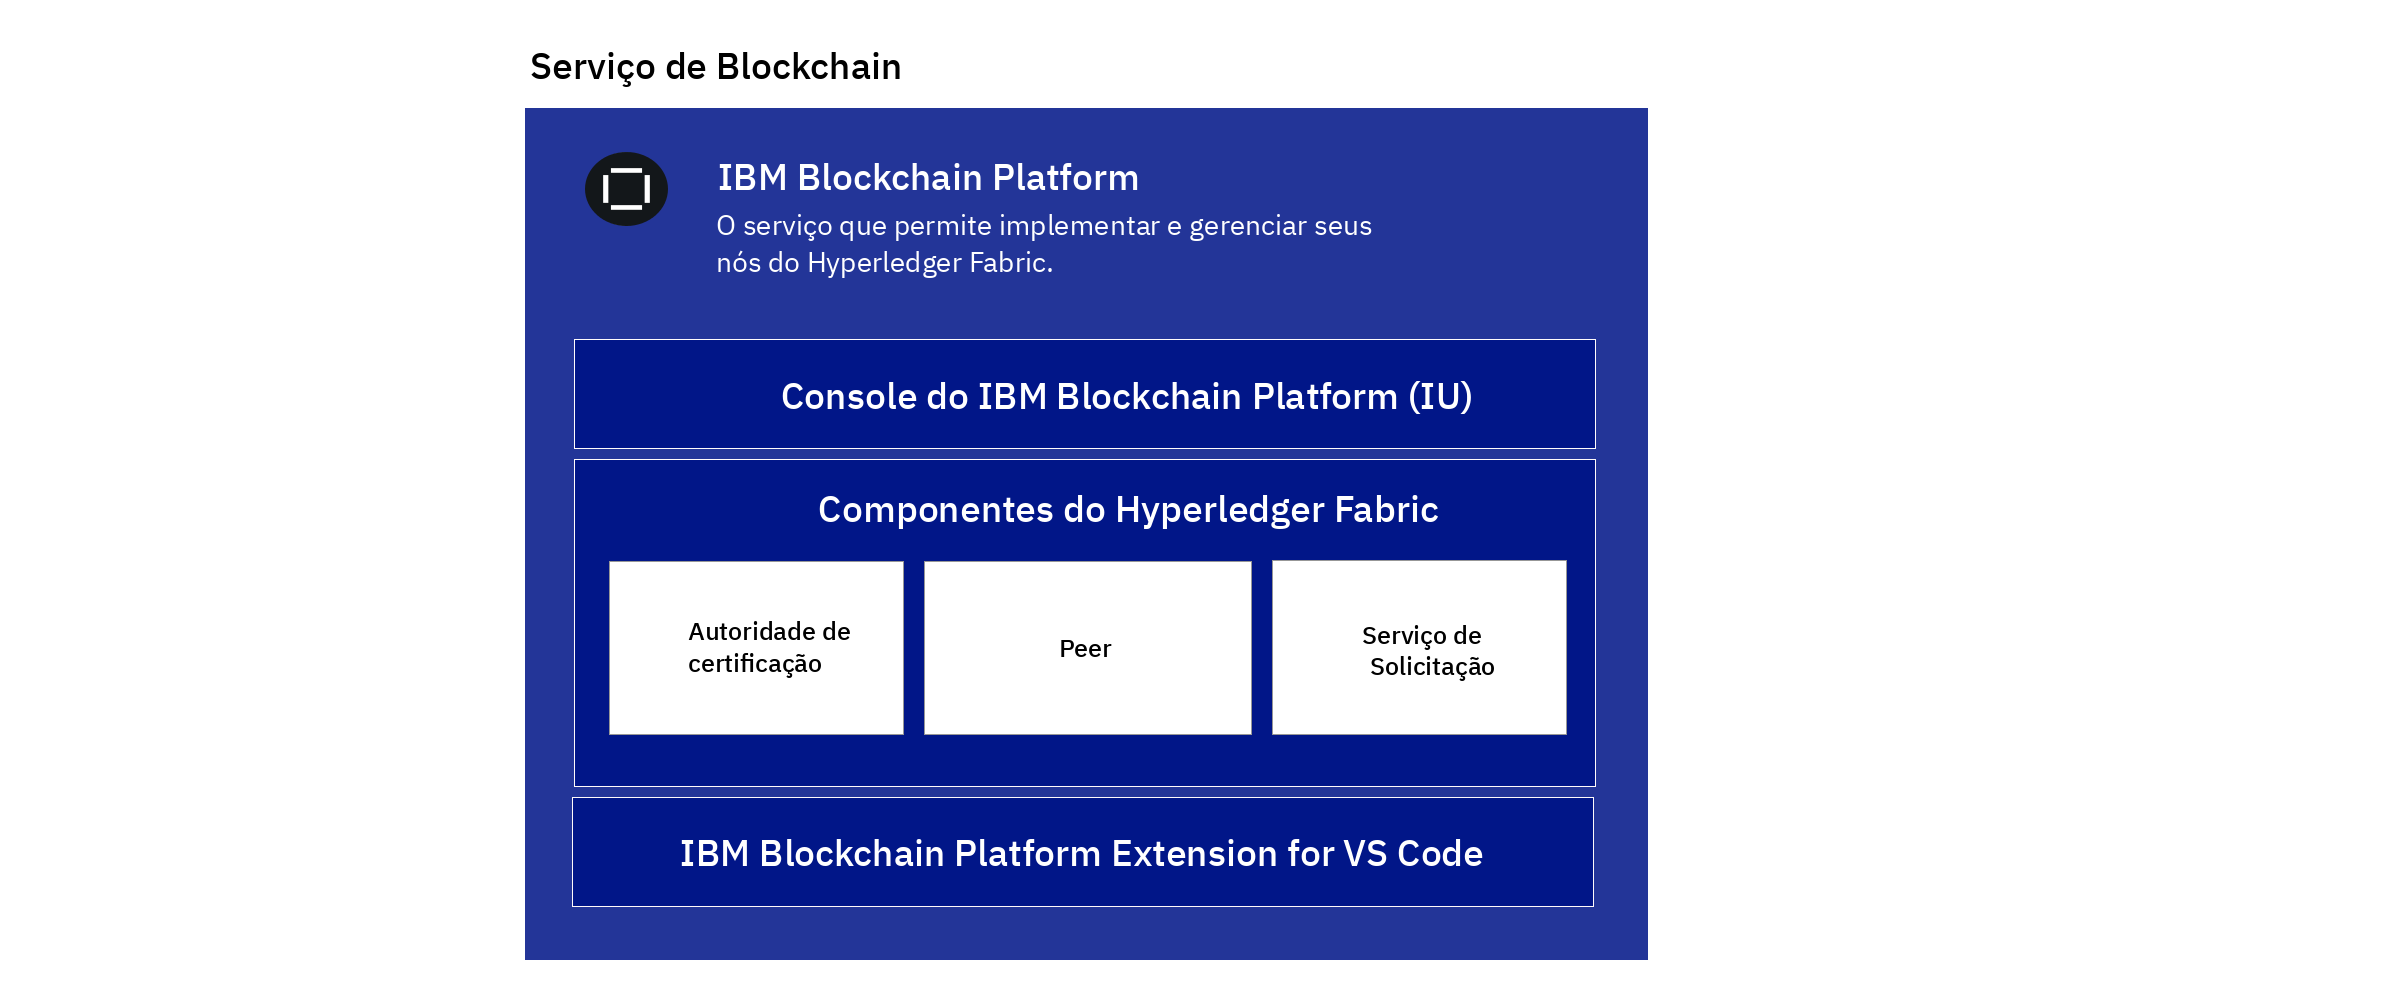 Serviço de Blockchain
IBM Blockchain Platform
O serviço que permite implementar e gerenciar seus
nós do Hyperledger Fabric.
Console do IBM Blockchain Platform (IU)
Componentes do Hyperledger Fabric
Autoridade de
certificação
Peer
Serviço de
Solicitação
IBM Blockchain Platform Extension for VS Code